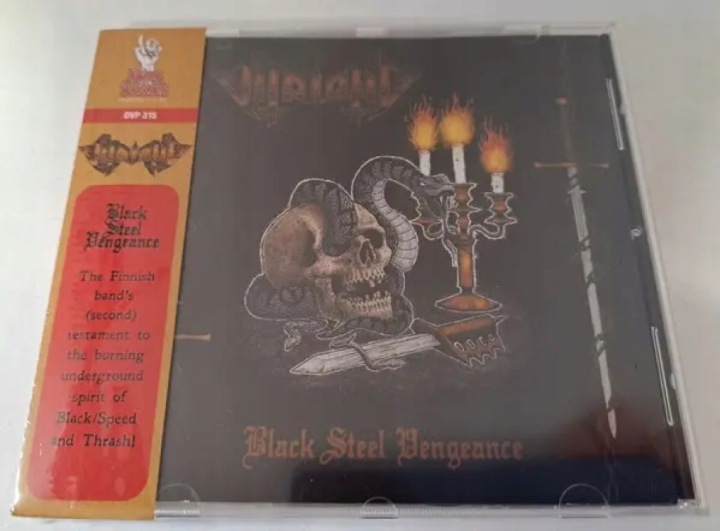 DVP 315
Black
Steel
Vengeance
The Finnish
band's
(second)
testament to
the burning
underground
spirit of
Black/Speed
and Thrash!
Black Steel Vengeance